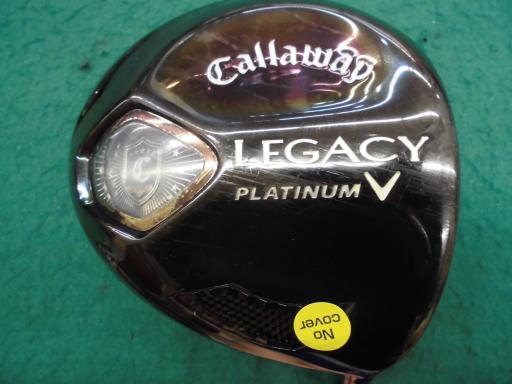 Callaway
C
LEGACY
PLATINUM V
No
cover